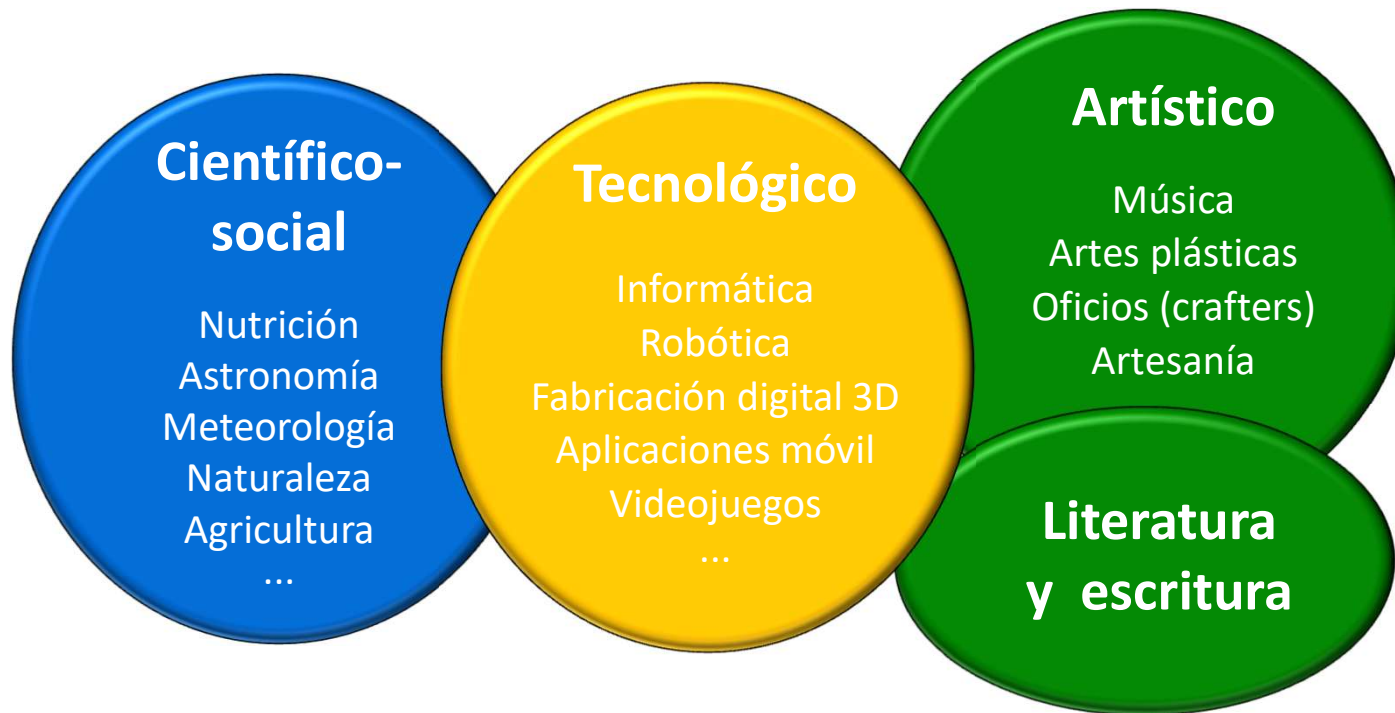 Científico-
social
Nutrición
Astronomía
Meteorología
Naturaleza
Agricultura
...
Tecnológico
Informática
Robótica
Fabricación digital 3D
Aplicaciones móvil
Videojuegos
...
Artístico
Música
Artes plásticas
Oficios (crafters)
Artesanía
Literatura
y escritura